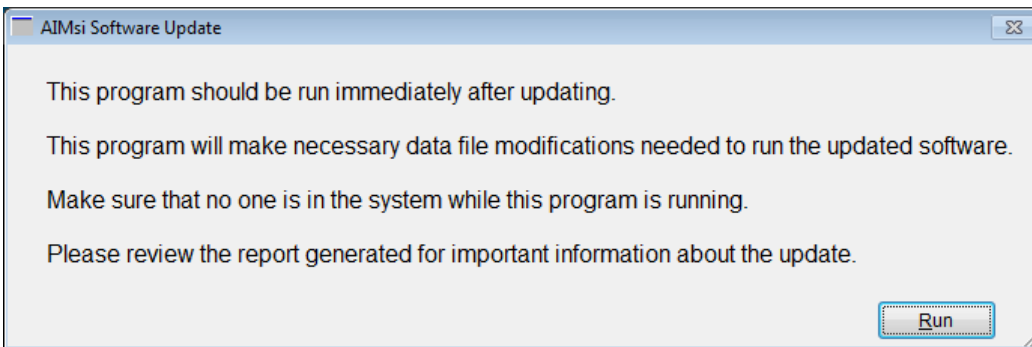 AIMsi Software Update
This program should be run immediately after updating.
This program will make necessary data file modifications needed to run the updated software.
Make sure that no one is in the system while this program is running.
Please review the report generated for important information about the update.
Run